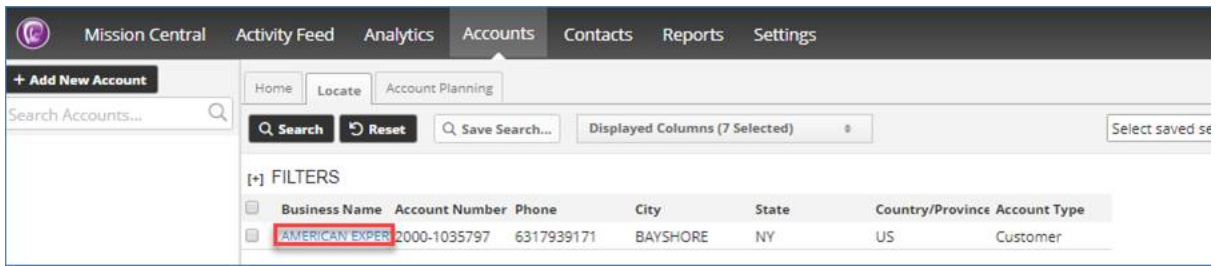 Mission Central Activity Feed Analytics Accounts Contacts Reports Settings
+ Add New Account
Home Locate Account Planning
Search Accounts...
Search Reset Save Search... Displayed Columns (7 Selected) Select saved se
[+] FILTERS
Business Name Account Number Phone City State Country/Province Account Type
AMERICAN EXPER 2000-1035797 6317939171 BAYSHORE NY US Customer